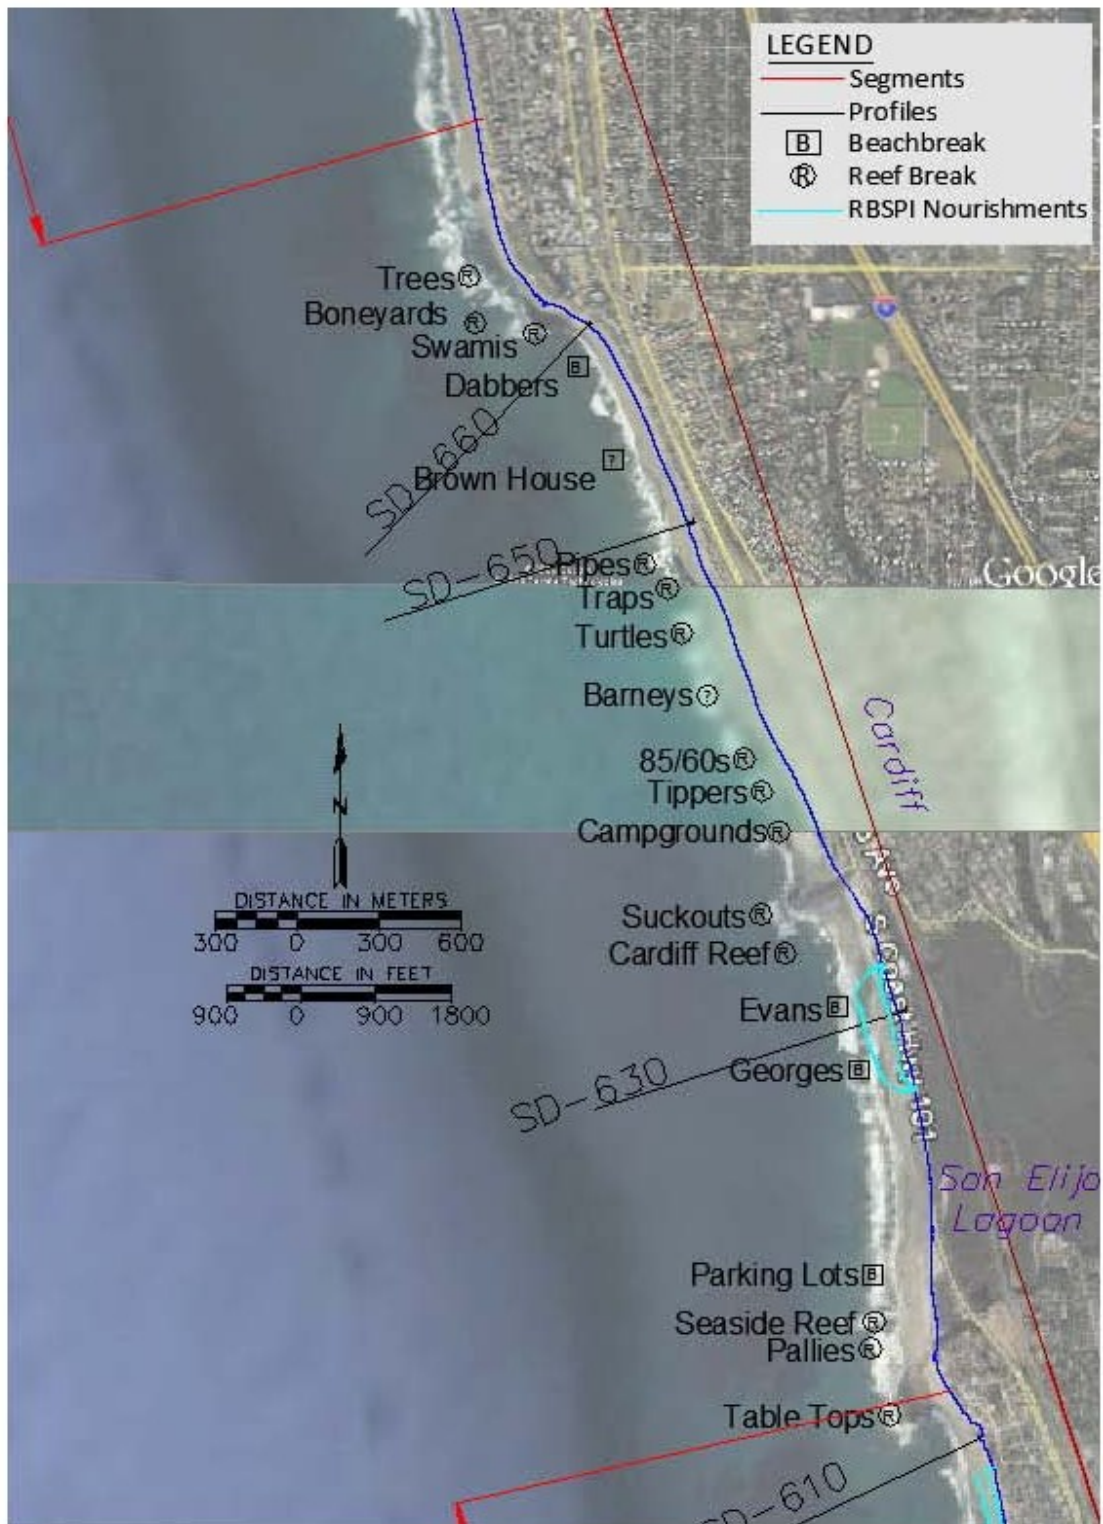 LEGEND
Segments
Profiles
B Beachbreak
R Reef Break
RBSPI Nourishments
Trees R
Boneyards R
Swamis R
Dabbers B
SD-660
Brown House ?
SD-650
Pipes R
Google
Traps R
Turtles R
Barneys ?
Cardiff
85/60s R
Tippers R
Campgrounds R
N
DISTANCE IN METERS
300 0 300 600
DISTANCE IN FEET
900 0 900 1800
Suckouts R
Cardiff Reef R
Evans B
Georges B
SD-630
San Elijo
Lagoon
Parking Lots B
Seaside Reef R
Pallies R
Table Tops R
SD-610